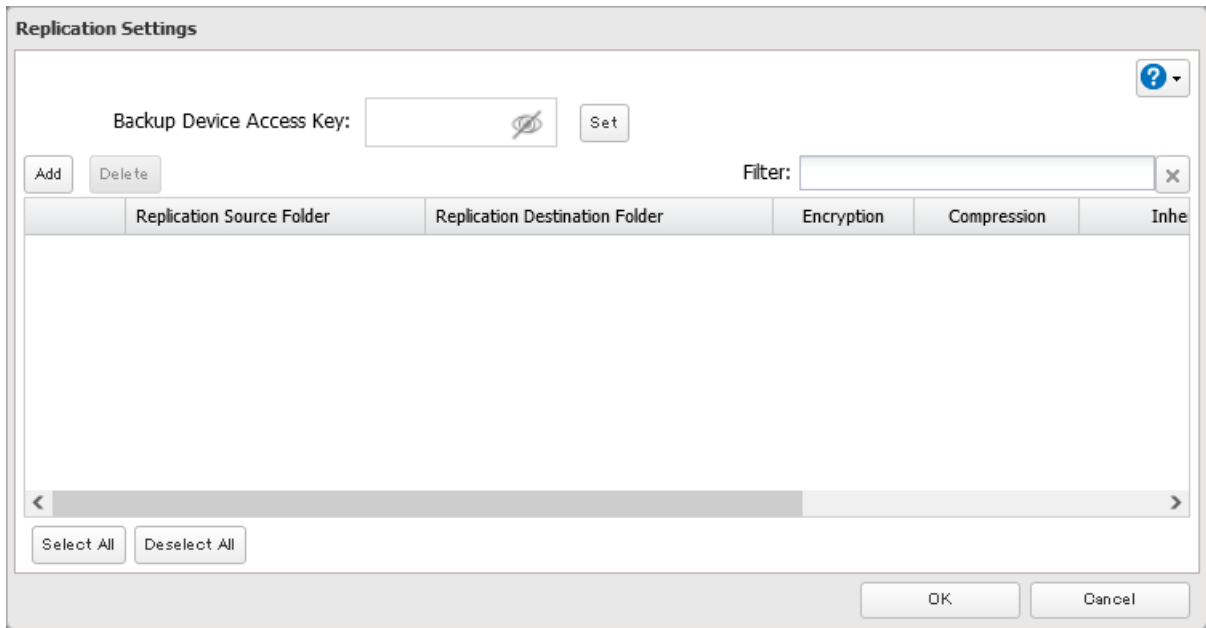 Replication Settings
?
Backup Device Access Key: Set
Add Delete Filter:
Replication Source Folder Replication Destination Folder Encryption Compression Inhe
Select All Deselect All
OK Cancel